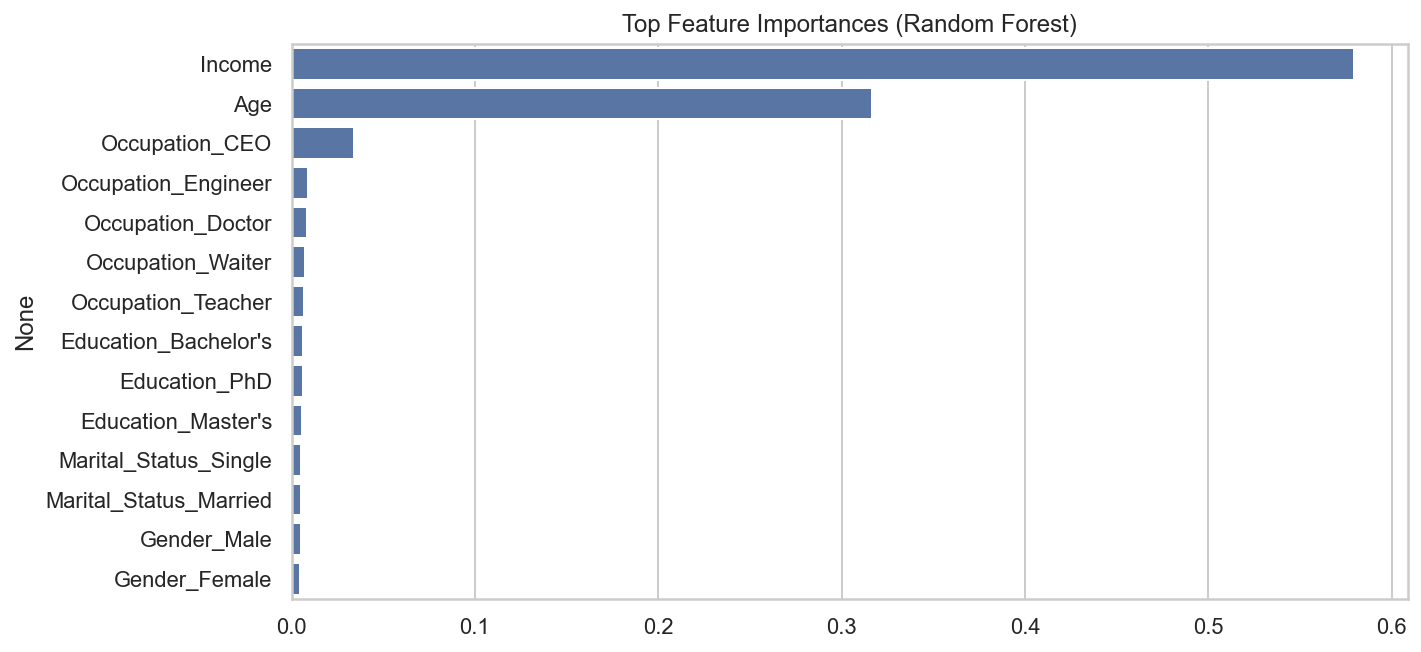 Top Feature Importances (Random Forest)
None
Income
Age
Occupation_CEO
Occupation_Engineer
Occupation_Doctor
Occupation_Waiter
Occupation_Teacher
Education_Bachelor's
Education_PhD
Education_Master's
Marital_Status_Single
Marital_Status_Married
Gender_Male
Gender_Female
0.0 0.1 0.2 0.3 0.4 0.5 0.6